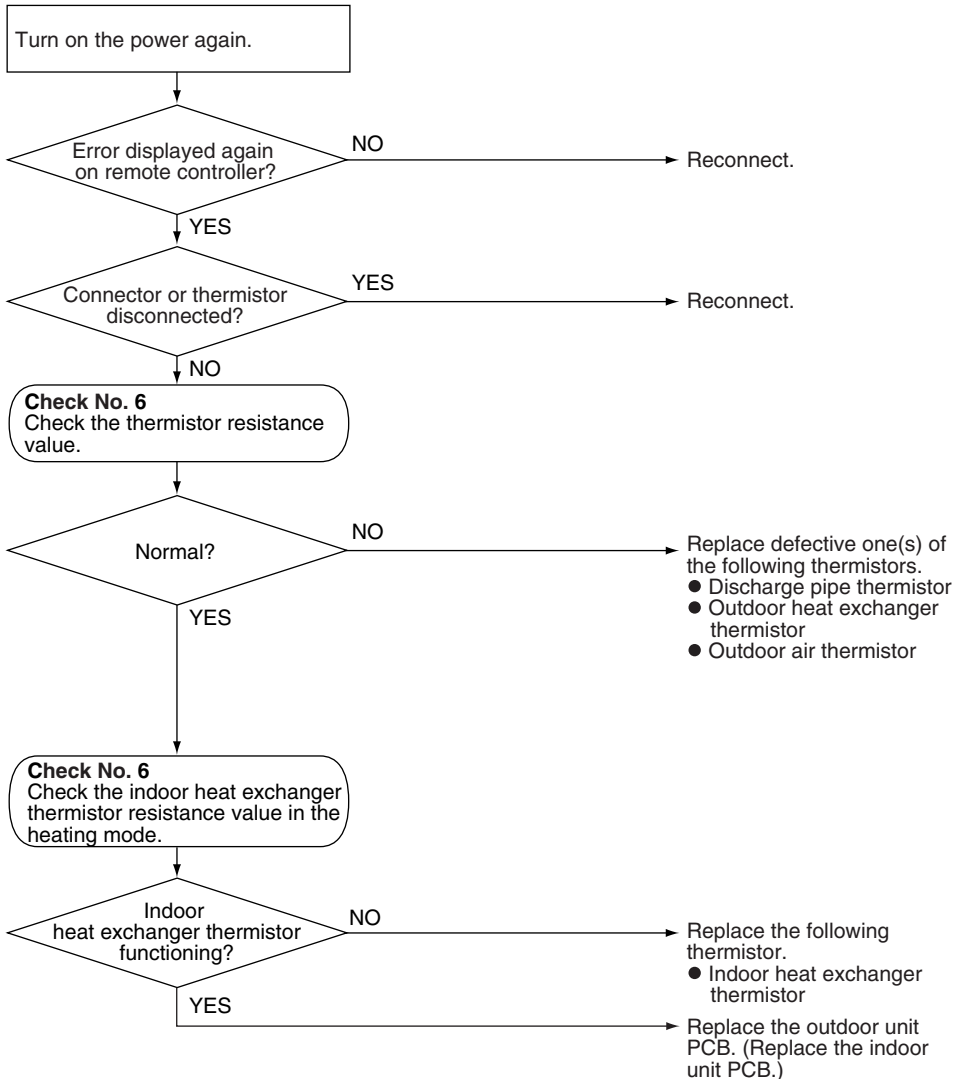 Turn on the power again.
Error displayed again
on remote controller?
NO
Reconnect.
YES
Connector or thermistor
disconnected?
YES
Reconnect.
NO
Check No. 6
Check the thermistor resistance
value.
Normal?
NO
Replace defective one(s) of
the following thermistors.
● Discharge pipe thermistor
● Outdoor heat exchanger
thermistor
● Outdoor air thermistor
YES
Check No. 6
Check the indoor heat exchanger
thermistor resistance value in the
heating mode.
Indoor
heat exchanger thermistor
functioning?
NO
Replace the following
thermistor.
● Indoor heat exchanger
thermistor
YES
Replace the outdoor unit
PCB. (Replace the indoor
unit PCB.)